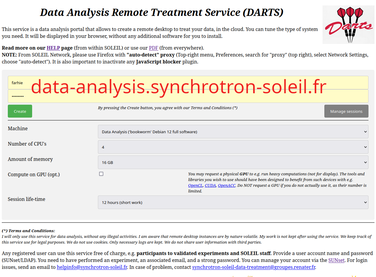 Data Analysis Remote Treatment Service (DARTS)
Darts
This service is a data analysis portal that allows to create a remote desktop to treat your data, in the cloud. You can tune the type of system
you need. It will be displayed in your browser, without any additional software for you to install.
Read more on our HELP page (from within SOLEIL) or use our PDF (from everywhere).
NOTE: From SOLEIL Network, please use Firefox with "auto-detect" proxy (Top-right menu, Preferences, search for "proxy" (top right), select Network Settings,
choose "auto-detect"). It is also important to inactivate any JavaScript blocker plugin.
farhie
data-analysis.synchrotron-soleil.fr
Create
By pressing the Create button, you agree with our Terms and Conditions (*)
Manage sessions
Machine
Data Analysis ('bookworm' Debian 12 full software)
Number of CPU's
4
Amount of memory
16 GB
Compute on GPU (opt.)
You may request a physical GPU to e.g. run heavy computations (not for display). The tools and
libraries you wish to use should have been designed to benefit from such devices with e.g.
OpenCL, CUDA, OpenACC. Do NOT request a GPU if you do not actually use it, as their number is
limited.
Session life-time
12 hours (short work)
(*) Terms and Conditions:
I will only use this service for data analysis, without any illegal activities. I am aware that remote desktop instances are by nature volatile. My work is not kept after using the service. We keep track of
this service use for legal purposes. We do not use cookies. Only necessary logs are kept. We do not share user information with third parties.
Any registered user can use this service free of charge, e.g. participants to validated experiments and SOLEIL staff. Provide a user account name and password
(SUNset/LDAP). You need to have performed an experiment, an associated email, and a strong password. You can manage your account via the SUNset. For login
issues, send an email to helpinfo@synchrotron-soleil.fr. In case of problem, contact synchrotron-soleil-data-treatment@groupes.renater.fr.